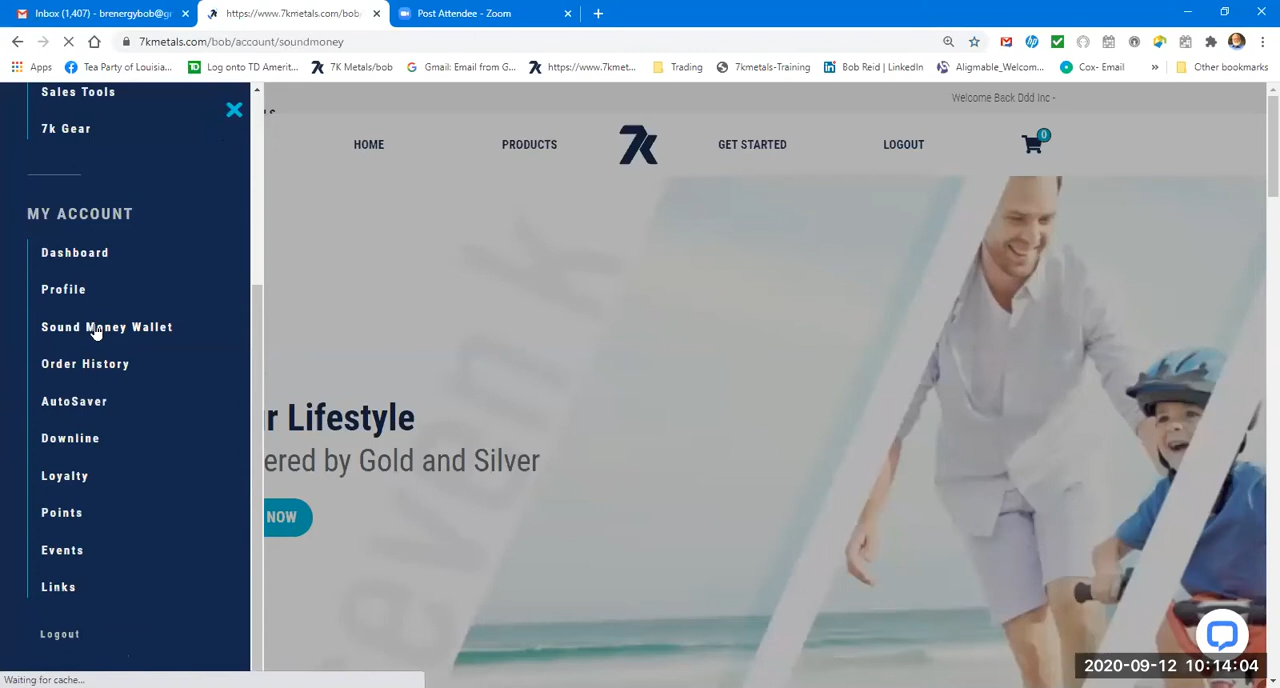 Inbox (1,407) - brenergybob@g
https://www.7kmetals.com/bob/
Post Attendee - Zoom
7kmetals.com/bob/account/soundmoney
Apps
Tea Party of Louisia...
Log onto TD Amerit...
7K Metals/bob
Gmail: Email from G...
https://www.7kmet...
Trading
7kmetals-Training
Bob Reid | LinkedIn
Aligmable_Welcom...
Cox- Email
»
Other bookmarks
Welcome Back Ddd Inc -
HOME
PRODUCTS
7k
GET STARTED
LOGOUT
0
Sales Tools
7k Gear
MY ACCOUNT
Dashboard
Profile
Sound Money Wallet
Order History
AutoSaver
Downline
Loyalty
Points
Events
Links
Logout
r Lifestyle
ered by Gold and Silver
NOW
Waiting for cache...
2020-09-12 10:14:04